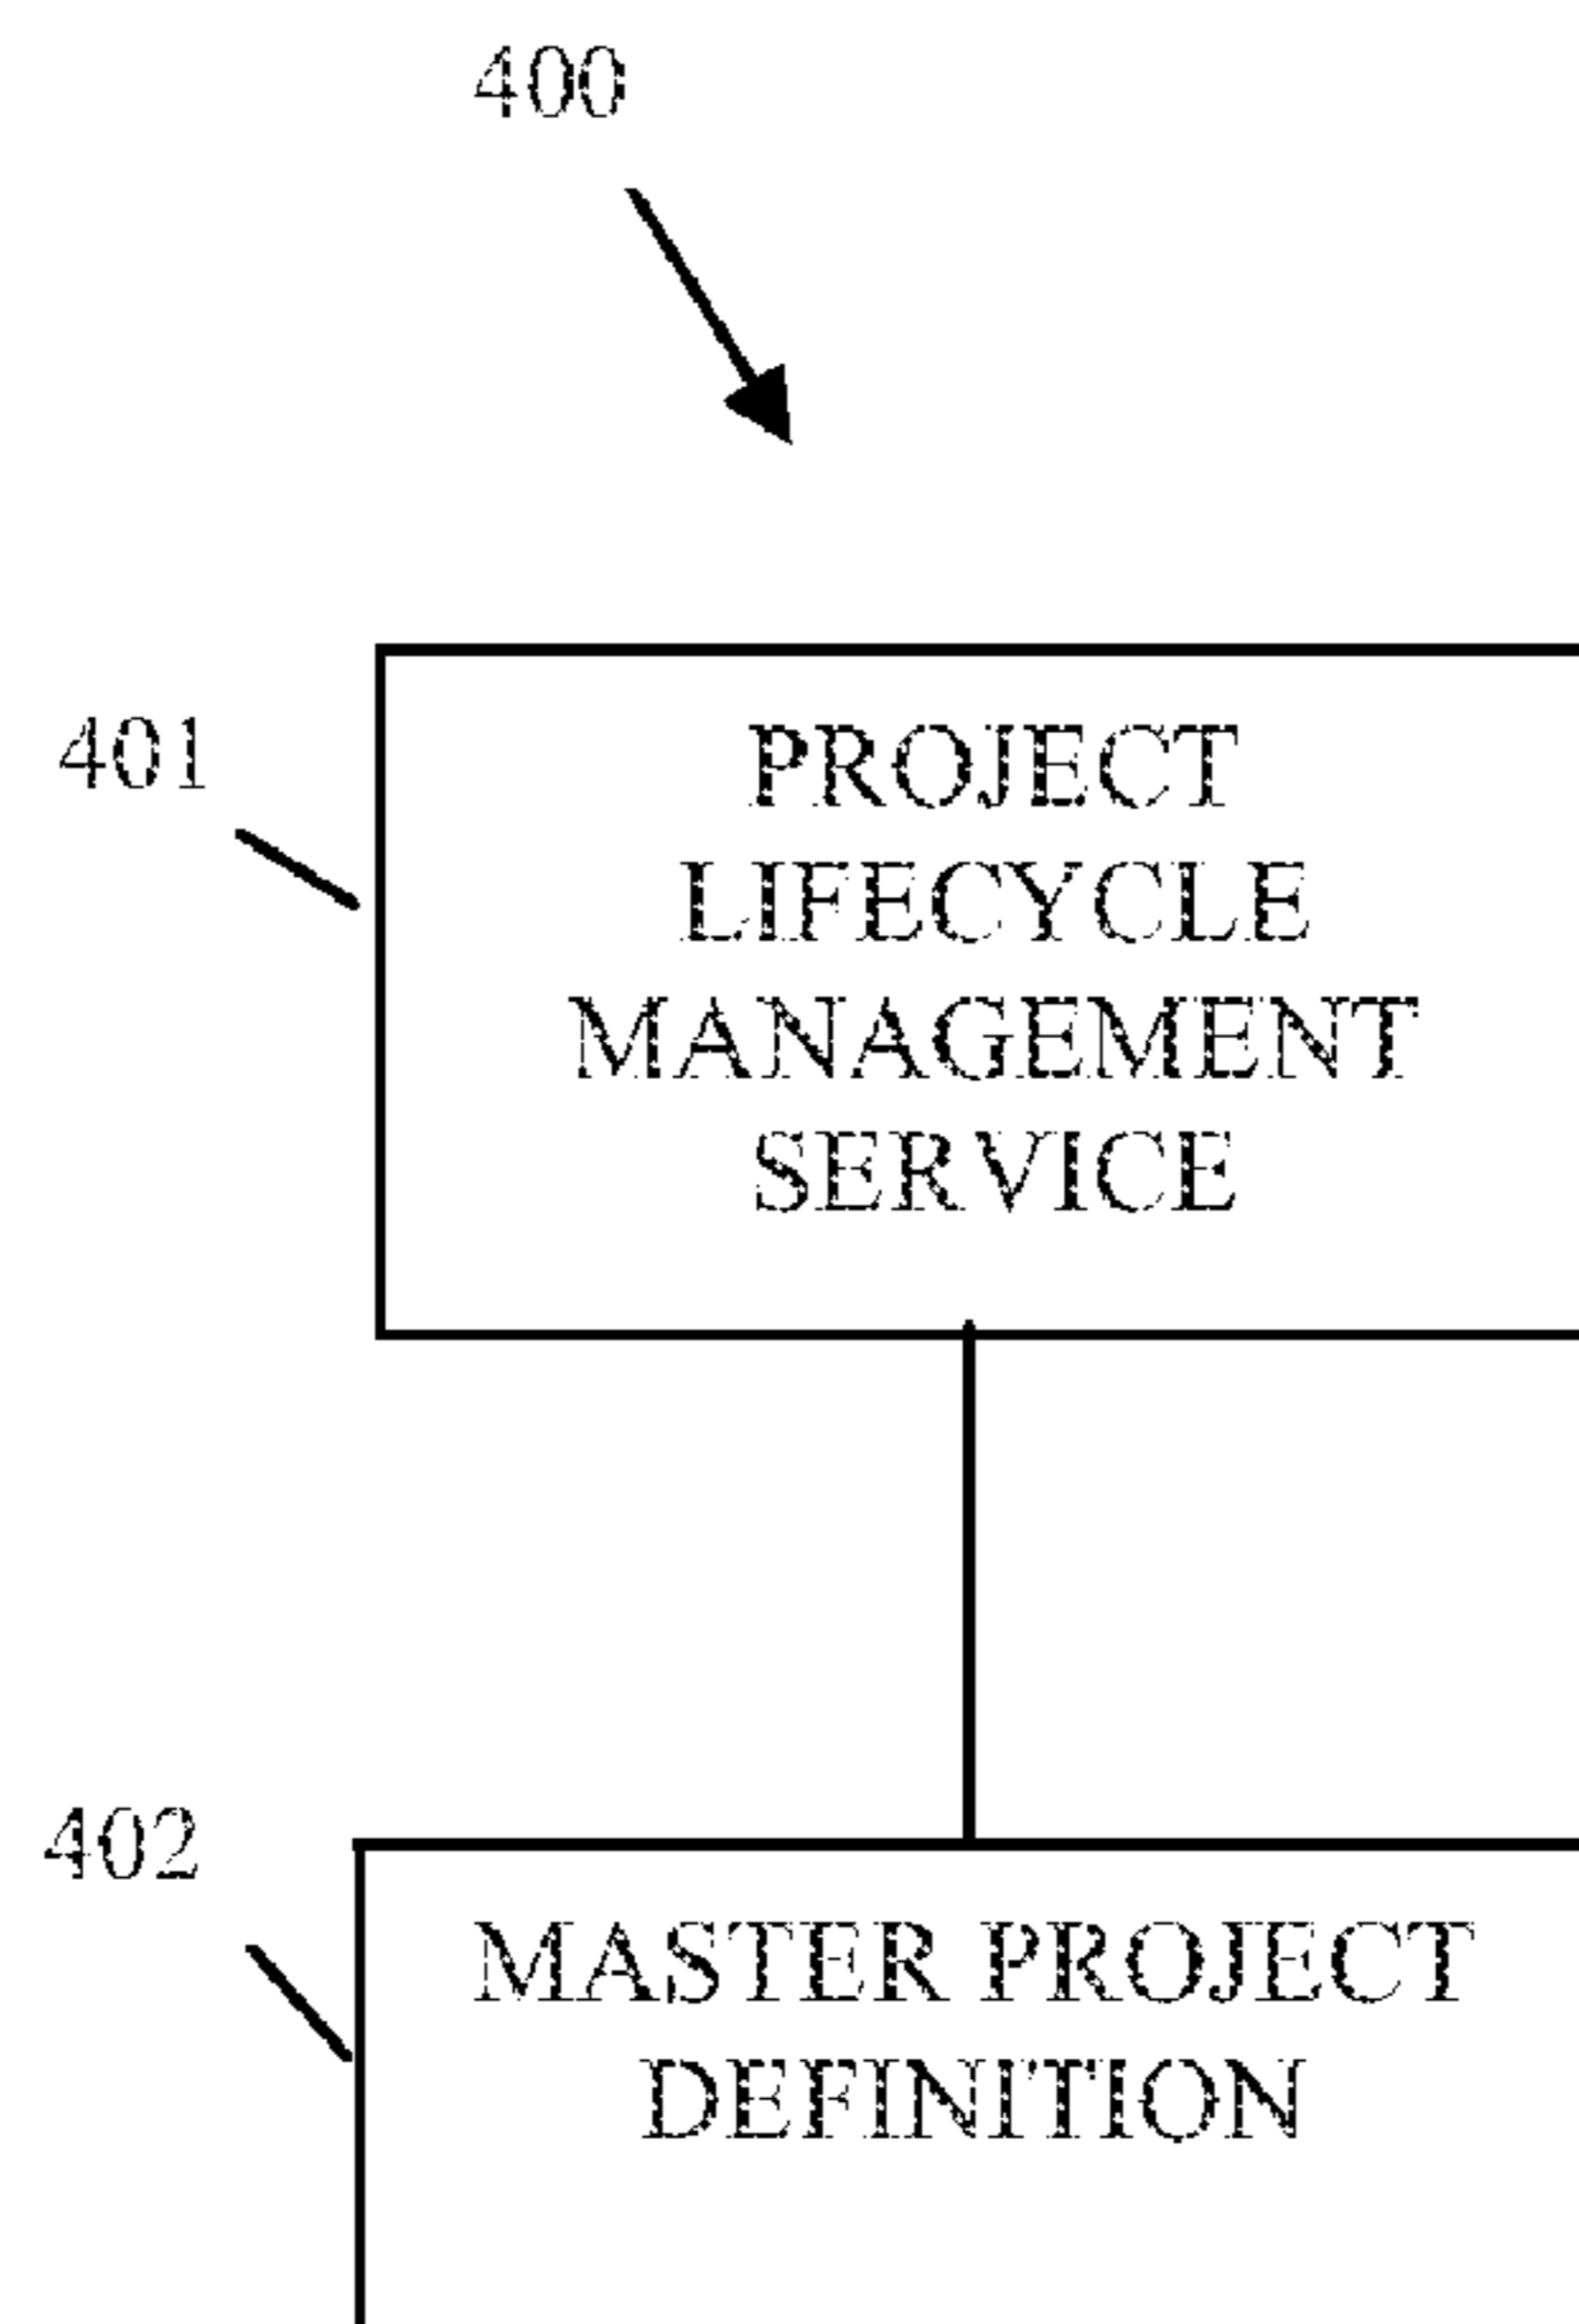 400
401
PROJECT
LIFECYCLE
MANAGEMENT
SERVICE
402
MASTER PROJECT
DEFINITION